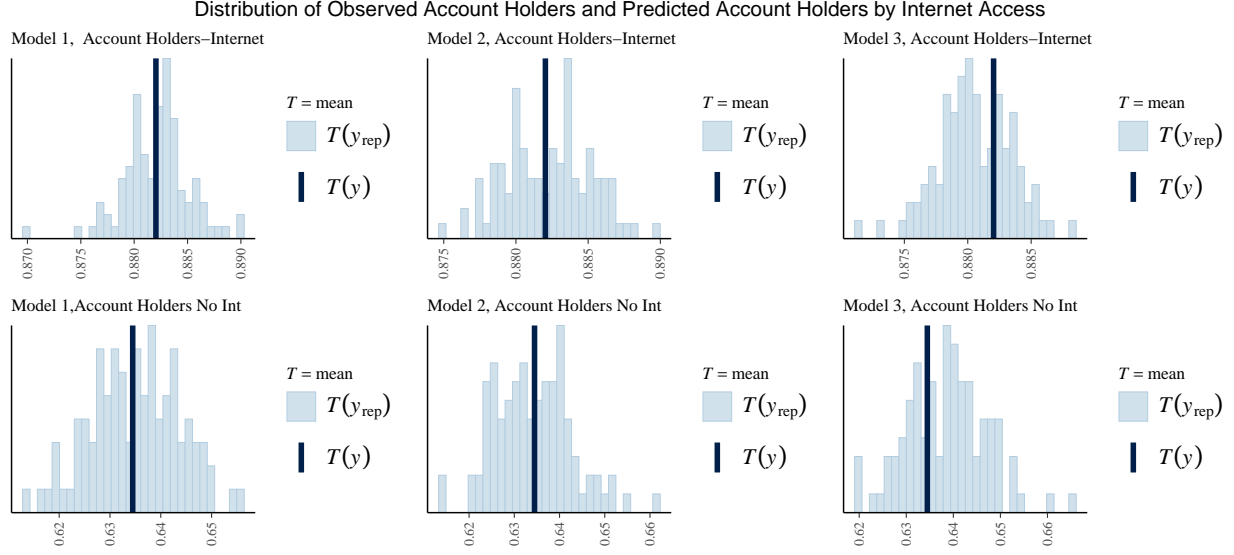 Distribution of Observed Account Holders and Predicted Account Holders by Internet Access
Model 1,  Account Holders−Internet
T = mean
T(yrep)
T(y)
0.870
0.875
0.880
0.885
0.890
Model 2, Account Holders−Internet
T = mean
T(yrep)
T(y)
0.875
0.880
0.885
0.890
Model 3, Account Holders−Internet
T = mean
T(yrep)
T(y)
0.875
0.880
0.885
Model 1,Account Holders No Int
T = mean
T(yrep)
T(y)
0.62
0.63
0.64
0.65
Model 2, Account Holders No Int
T = mean
T(yrep)
T(y)
0.62
0.63
0.64
0.65
0.66
Model 3, Account Holders No Int
T = mean
T(yrep)
T(y)
0.62
0.63
0.64
0.65
0.66